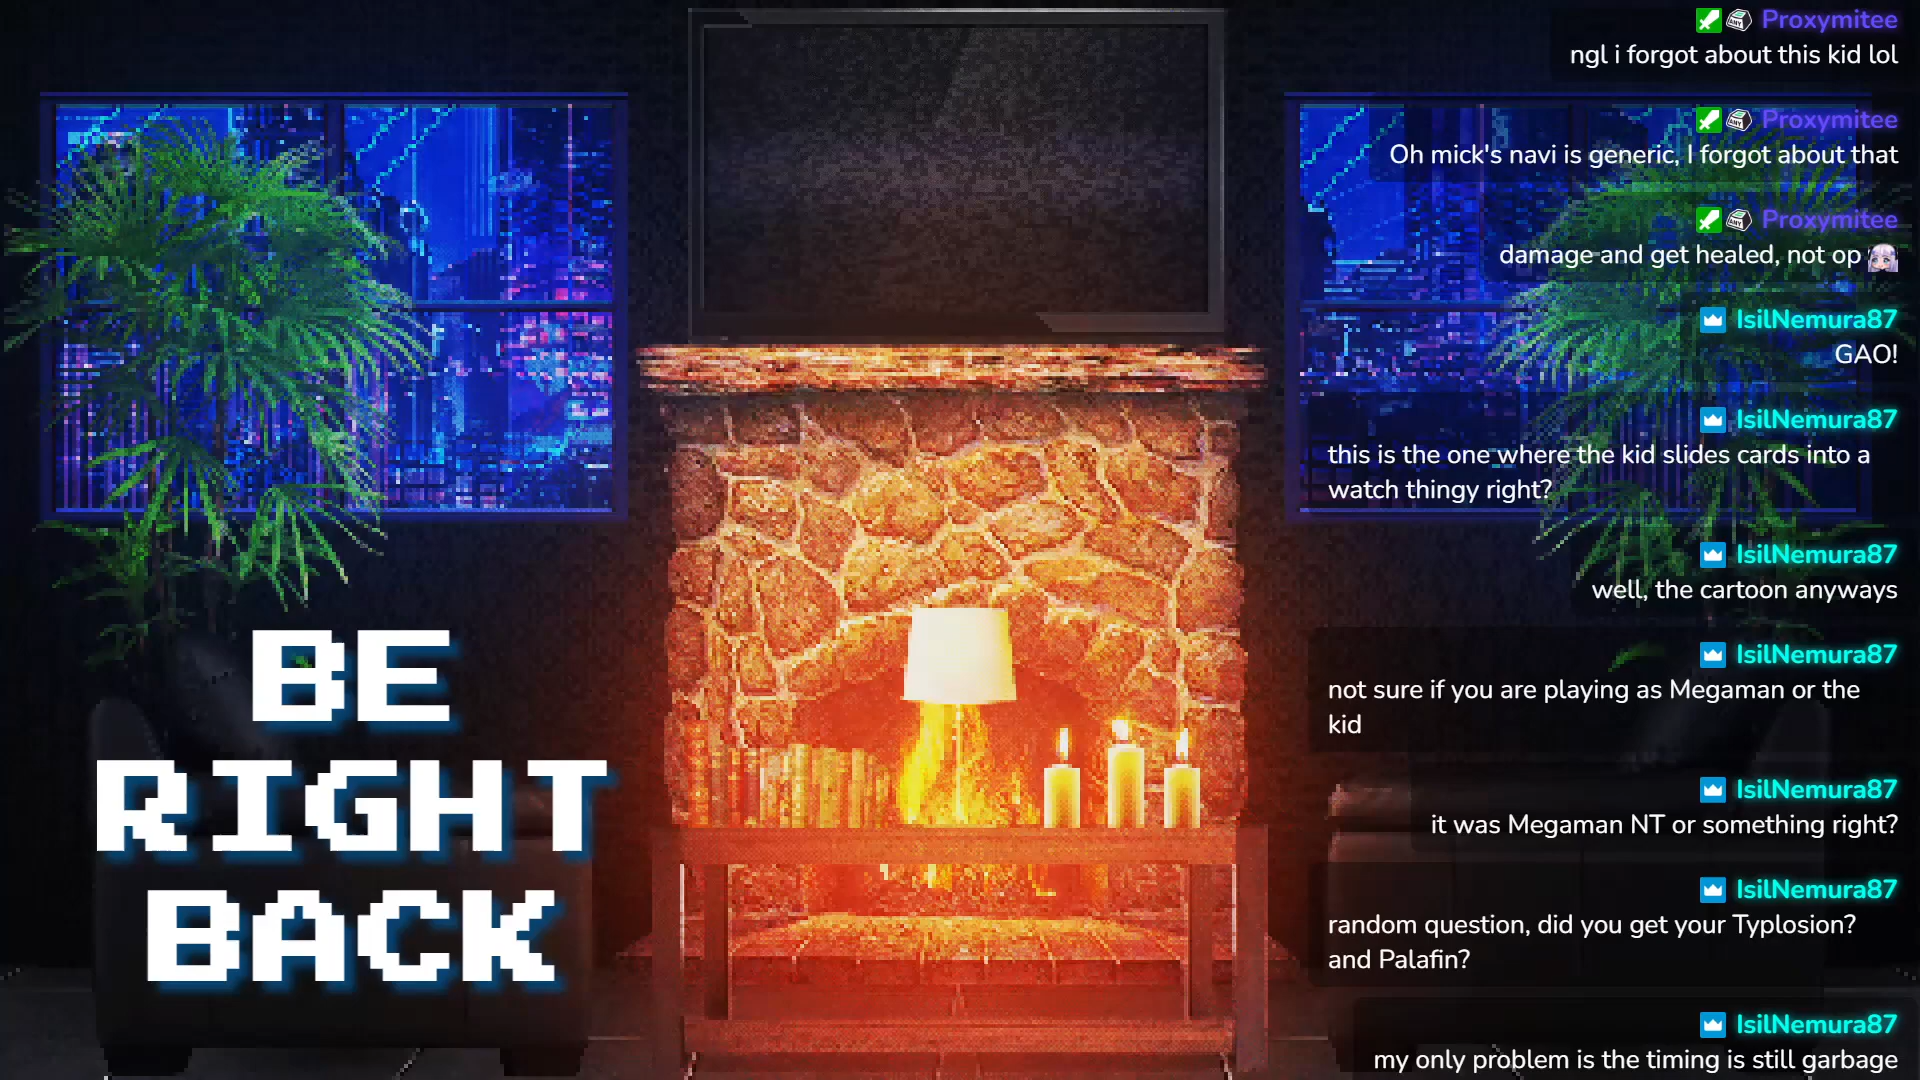 BE
RIGHT
BACK
Proxymitee
ngl i forgot about this kid lol
Proxymitee
Oh mick's navi is generic, I forgot about that
Proxymitee
damage and get healed, not op
IsilNemura87
GAO!
IsilNemura87
this is the one where the kid slides cards into a
watch thingy right?
IsilNemura87
well, the cartoon anyways
IsilNemura87
not sure if you are playing as Megaman or the
kid
IsilNemura87
it was Megaman NT or something right?
IsilNemura87
random question, did you get your Typlosion?
and Palafin?
IsilNemura87
my only problem is the timing is still garbage